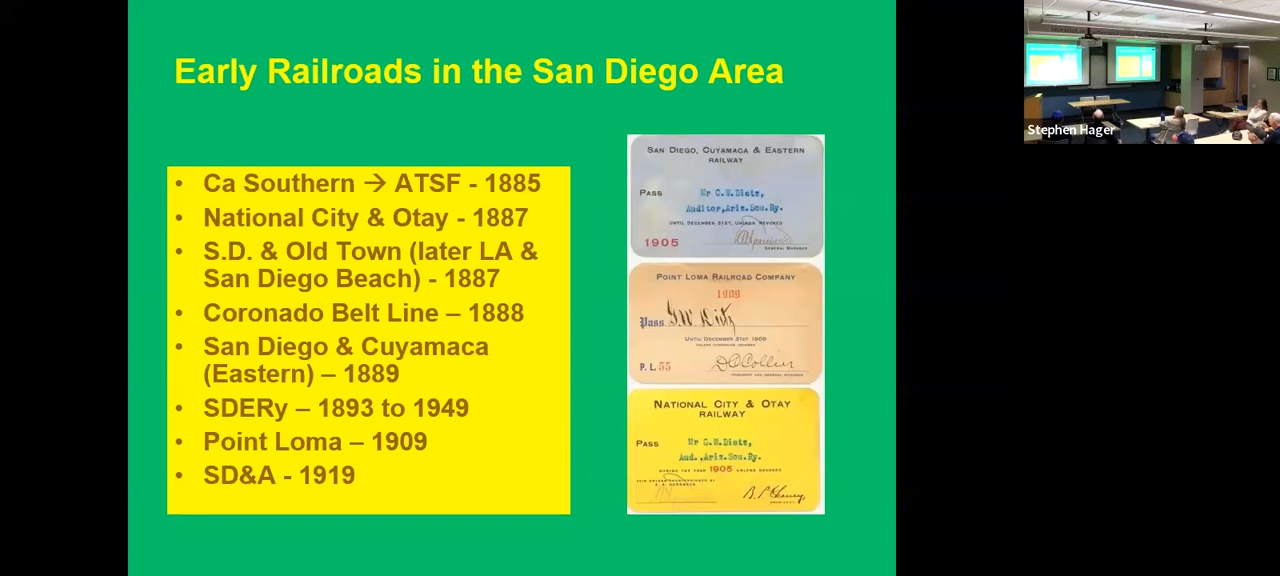 Early Railroads in the San Diego Area
• Ca Southern → ATSF - 1885
• National City & Otay - 1887
• S.D. & Old Town (later LA &
San Diego Beach) - 1887
• Coronado Belt Line – 1888
• San Diego & Cuyamaca
(Eastern) – 1889
• SDERy – 1893 to 1949
• Point Loma – 1909
• SD&A - 1919
SAN DIEGO, CUYAMACA & EASTERN
RAILWAY
PASS Mr G.W.Dietz,
Auditor,Ariz.Sou.Ry.
UNTIL DECEMBER 31ST, UNLESS REVOKED
1905
GENERAL MANAGER
POINT LOMA RAILROAD COMPANY
1909
Pass
UNTIL DECEMBER 31ST 1909
UNLESS OTHERWISE ORDERED
P. L. 55
PRESIDENT AND GENERAL MANAGER
NATIONAL CITY & OTAY
RAILWAY
PASS Mr G.W.Dietz,
Aud.,Ariz.Sou.Ry.
DURING THE YEAR 1905 UNLESS REVOKED
PRESIDENT
Stephen Hager